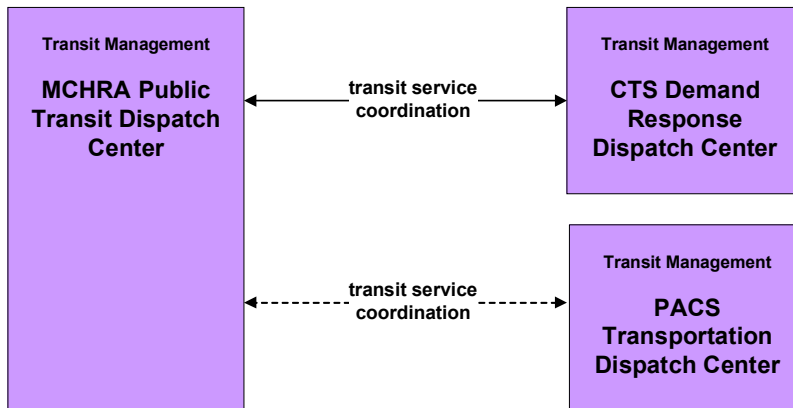 Transit Management
MCHRA Public
Transit Dispatch
Center
transit service
coordination
Transit Management
CTS Demand
Response
Dispatch Center
transit service
coordination
Transit Management
PACS
Transportation
Dispatch Center